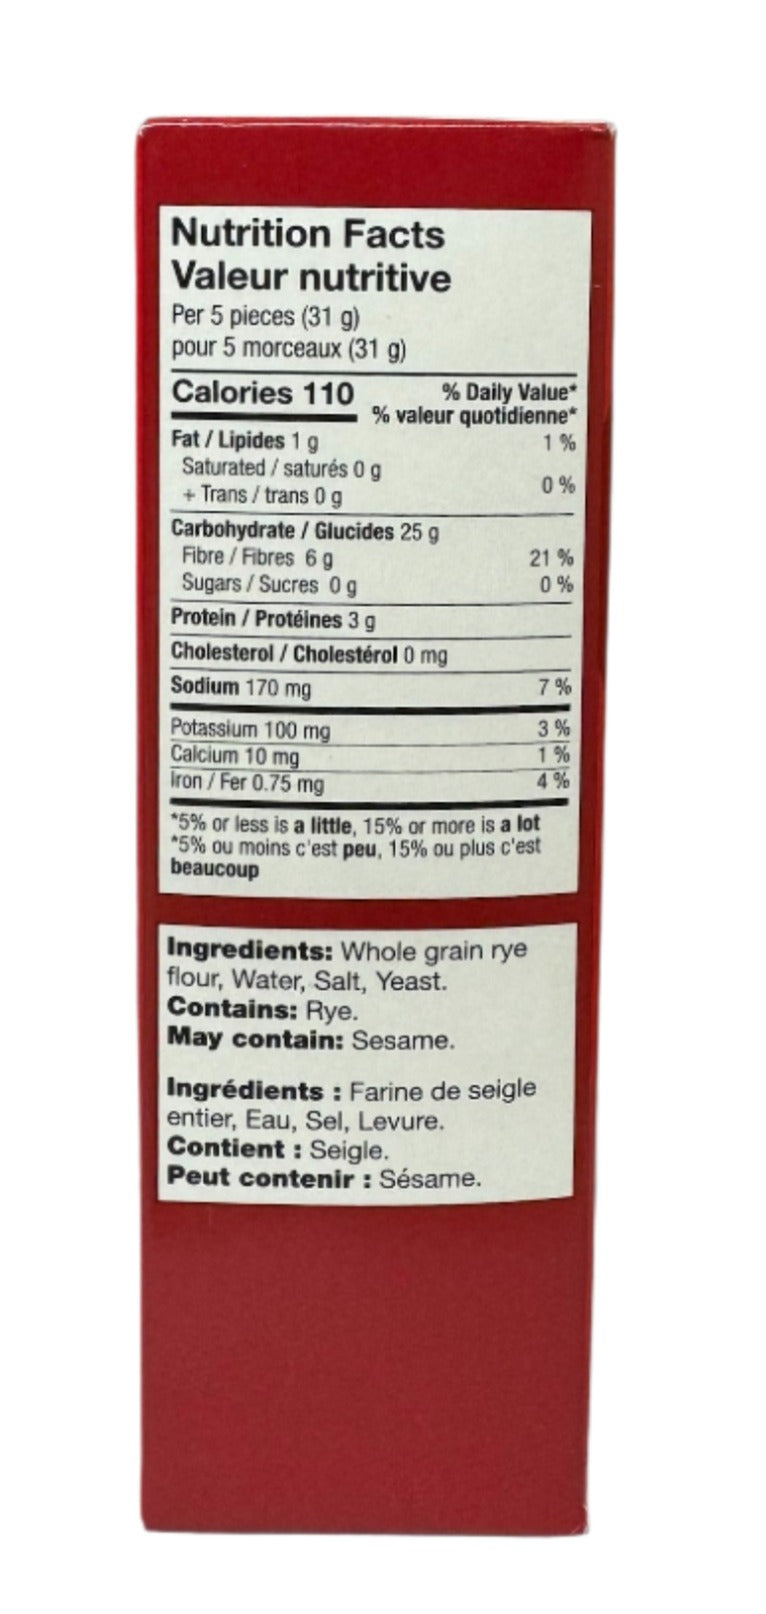 Nutrition Facts
Valeur nutritive
Per 5 pieces (31 g)
pour 5 morceaux (31 g)
Calories 110 % Daily Value*
% valeur quotidienne*
Fat / Lipides 1 g 1 %
Saturated / saturés 0 g
+ Trans / trans 0 g 0 %
Carbohydrate / Glucides 25 g
Fibre / Fibres 6 g 21 %
Sugars / Sucres 0 g 0 %
Protein / Protéines 3 g
Cholesterol / Cholestérol 0 mg
Sodium 170 mg 7 %
Potassium 100 mg 3 %
Calcium 10 mg 1 %
Iron / Fer 0.75 mg 4 %
*5% or less is a little, 15% or more is a lot
*5% ou moins c'est peu, 15% ou plus c'est
beaucoup
Ingredients: Whole grain rye
flour, Water, Salt, Yeast.
Contains: Rye.
May contain: Sesame.
Ingrédients : Farine de seigle
entier, Eau, Sel, Levure.
Contient : Seigle.
Peut contenir : Sésame.